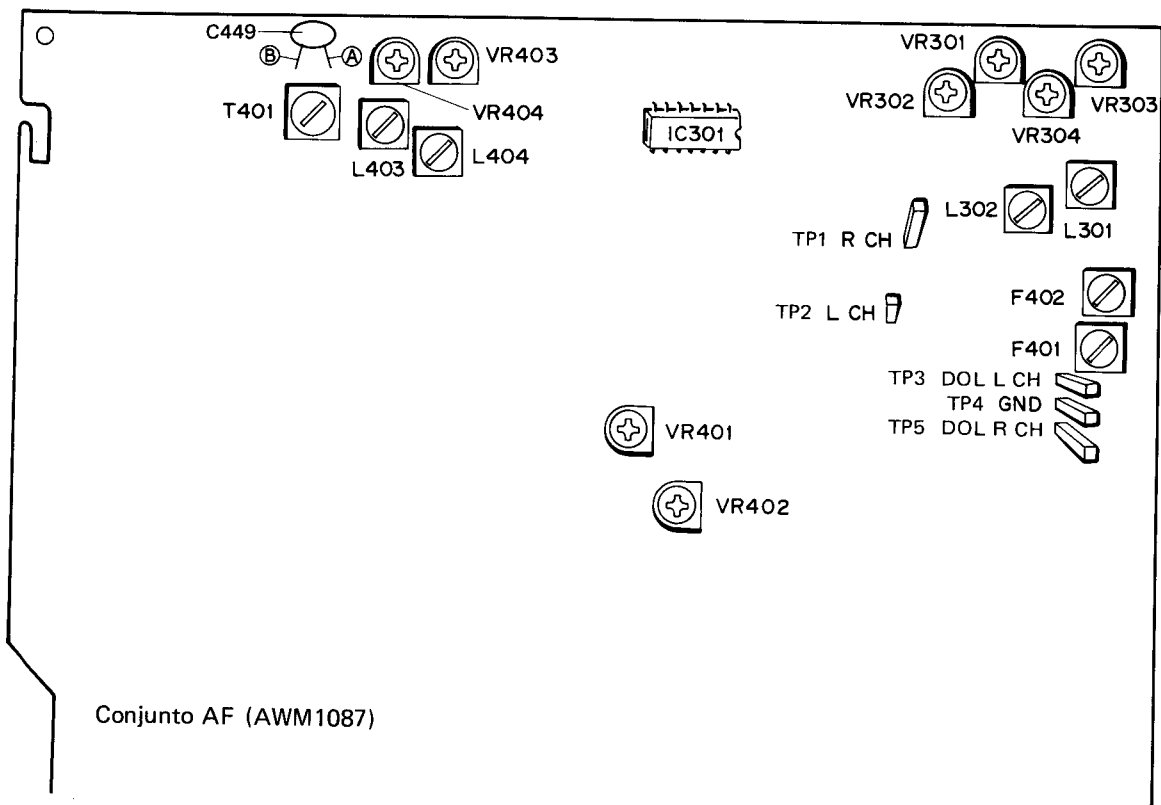 C449
B
A
VR403
VR404
T401
L403
L404
IC301
VR301
VR302
VR303
VR304
L302
L301
TP1 R CH
TP2 L CH
F402
F401
TP3 DOL L CH
TP4 GND
TP5 DOL R CH
VR401
VR402
Conjunto AF (AWM1087)